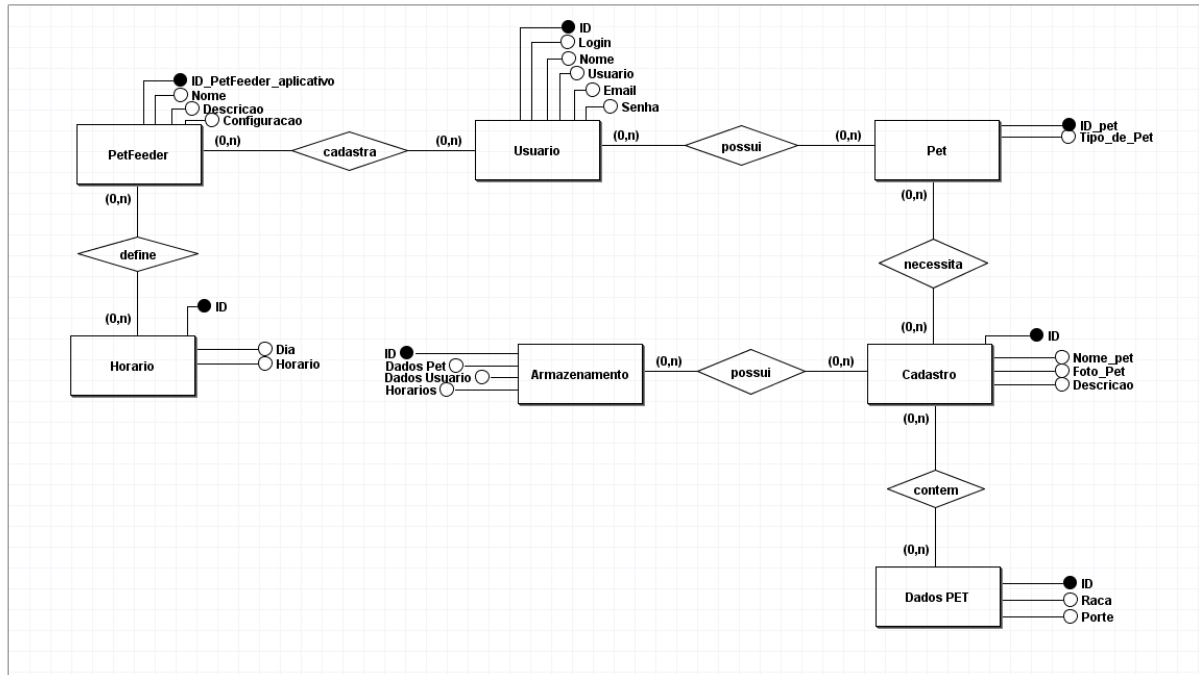 ID
Login
Nome
Usuario
Email
Senha
ID_PetFeeder_aplicativo
Nome
Descricao
Configuracao
PetFeeder
(0,n)
cadastra
(0,n)
Usuario
(0,n)
possui
(0,n)
Pet
ID_pet
Tipo_de_Pet
(0,n)
define
(0,n)
(0,n)
necessita
(0,n)
ID
Dia
Horario
Horario
ID
Dados Pet
Dados Usuario
Horarios
Armazenamento
(0,n)
possui
(0,n)
Cadastro
ID
Nome_pet
Foto_Pet
Descricao
(0,n)
contem
(0,n)
Dados PET
ID
Raca
Porte